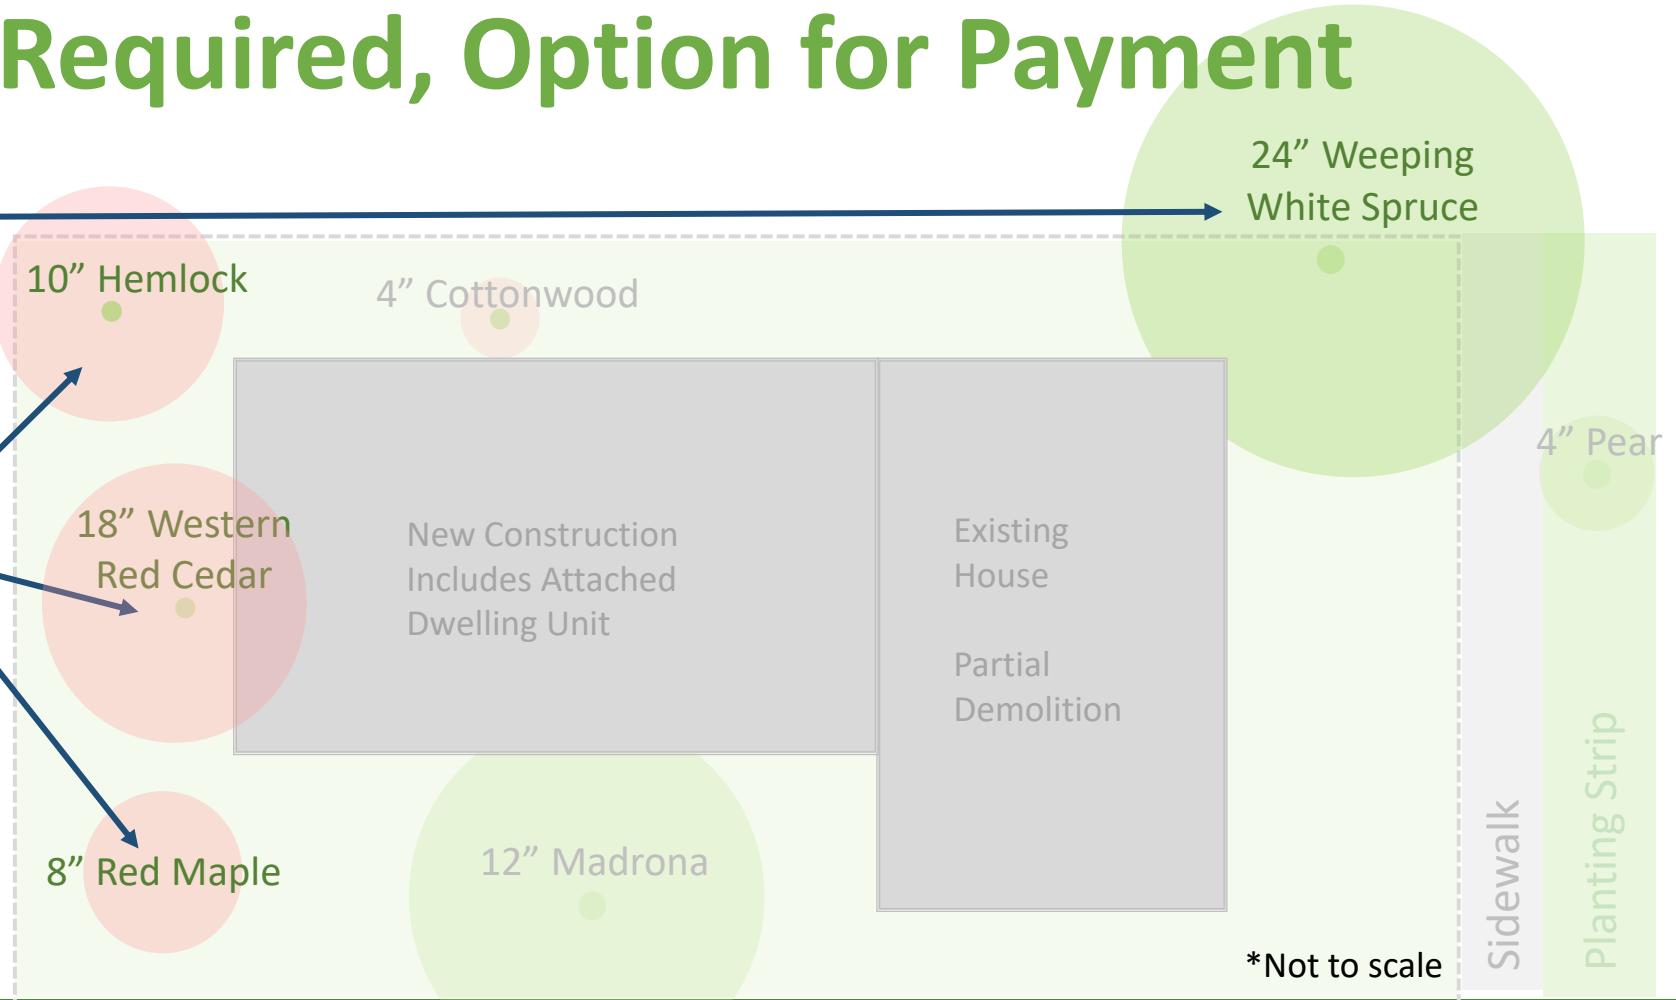 Required, Option for Payment
24” Weeping
White Spruce
10” Hemlock
4” Cottonwood
4” Pear
18” Western
Red Cedar
New Construction
Includes Attached
Dwelling Unit
Existing
House
Partial
Demolition
8” Red Maple
12” Madrona
Sidewalk
Planting Strip
*Not to scale